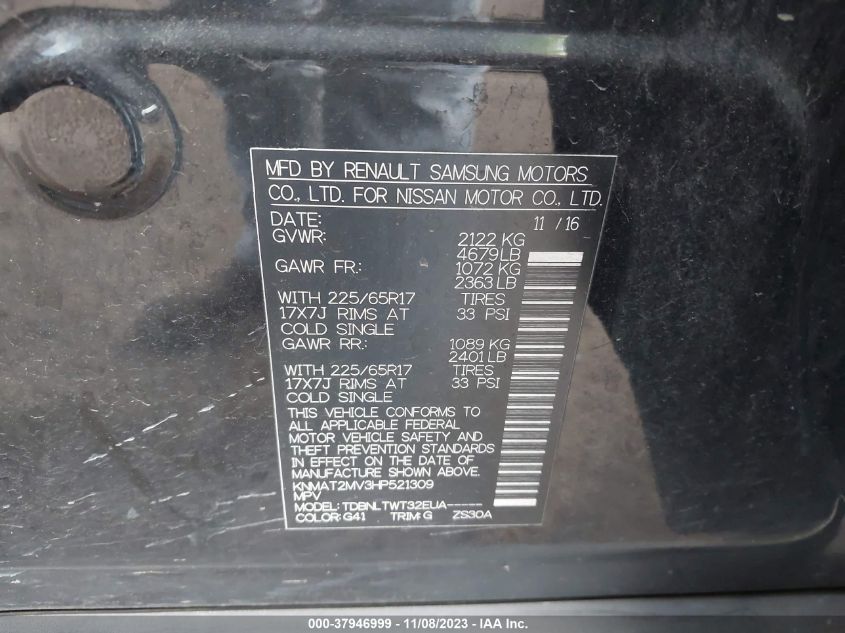 MFD BY RENAULT SAMSUNG MOTORS
CO., LTD. FOR NISSAN MOTOR CO., LTD.
DATE: 11 / 16
GVWR: 2122 KG
4679LB
GAWR FR.: 1072 KG
2363 LB
WITH 225/65R17 TIRES
17X7J RIMS AT 33 PSI
COLD SINGLE
GAWR RR.: 1089 KG
2401 LB
WITH 225/65R17 TIRES
17X7J RIMS AT 33 PSI
COLD SINGLE
THIS VEHICLE CONFORMS TO
ALL APPLICABLE FEDERAL
MOTOR VEHICLE SAFETY AND
THEFT PREVENTION STANDARDS
IN EFFECT ON THE DATE OF
MANUFACTURE SHOWN ABOVE.
KNMAT2MV3HP521309
MPV
MODEL: TDBNLTWT32EUA-----
COLOR: G41 TRIM: G ZS30A
000-37946999 - 11/08/2023 - IAA Inc.